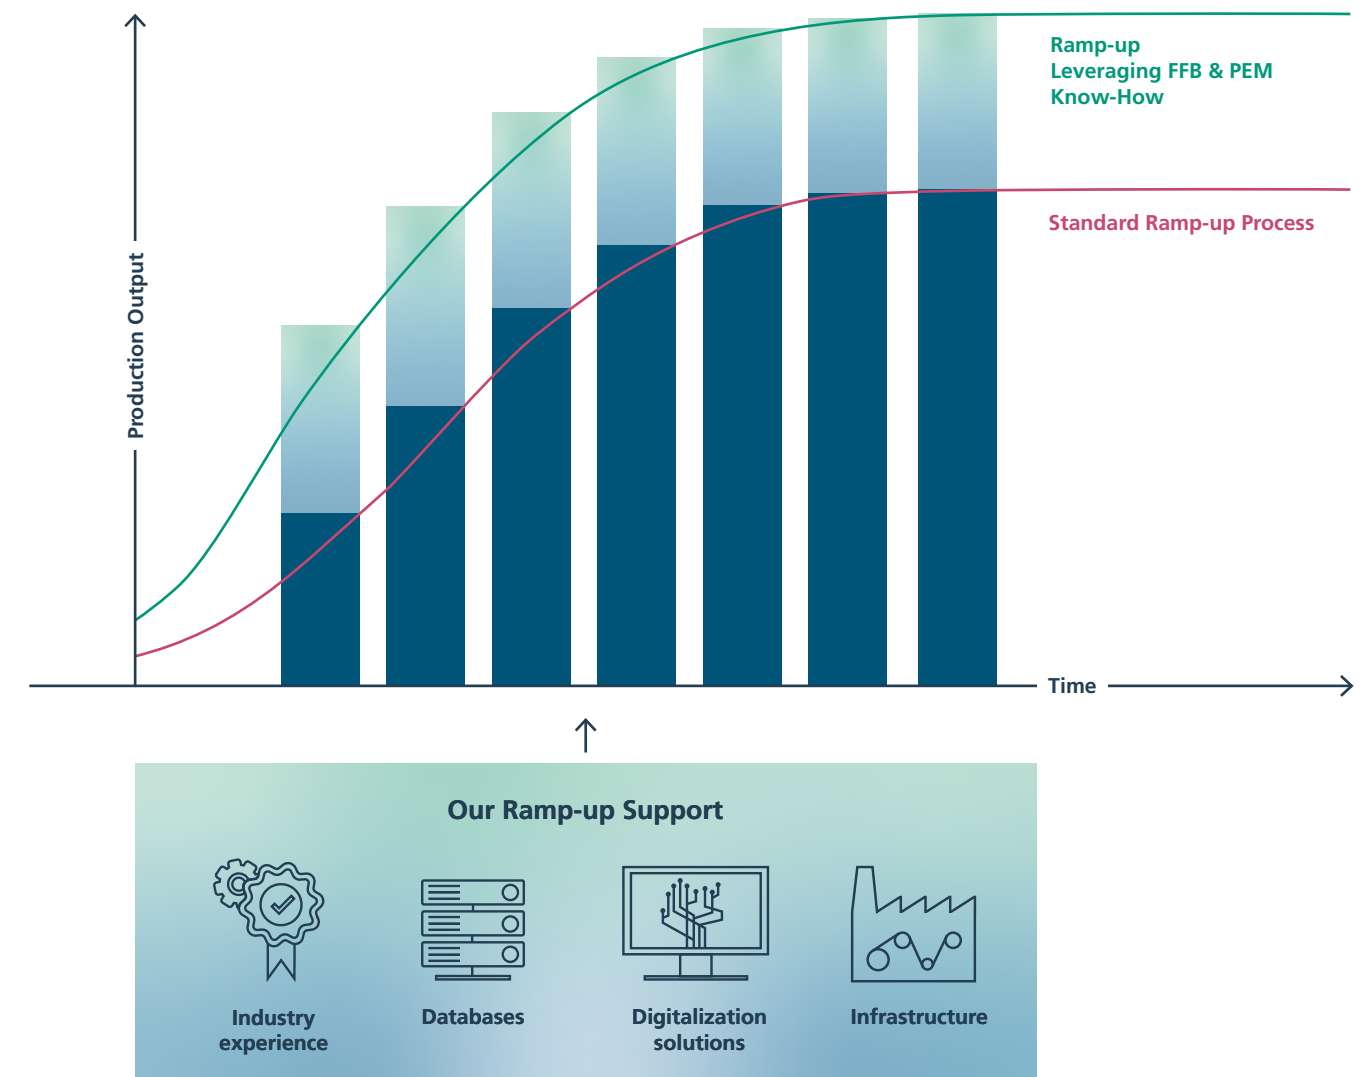 Ramp-up
Leveraging FFB & PEM
Know-How
Standard Ramp-up Process
Production Output
Time
Our Ramp-up Support
Industry
experience
Databases
Digitalization
solutions
Infrastructure